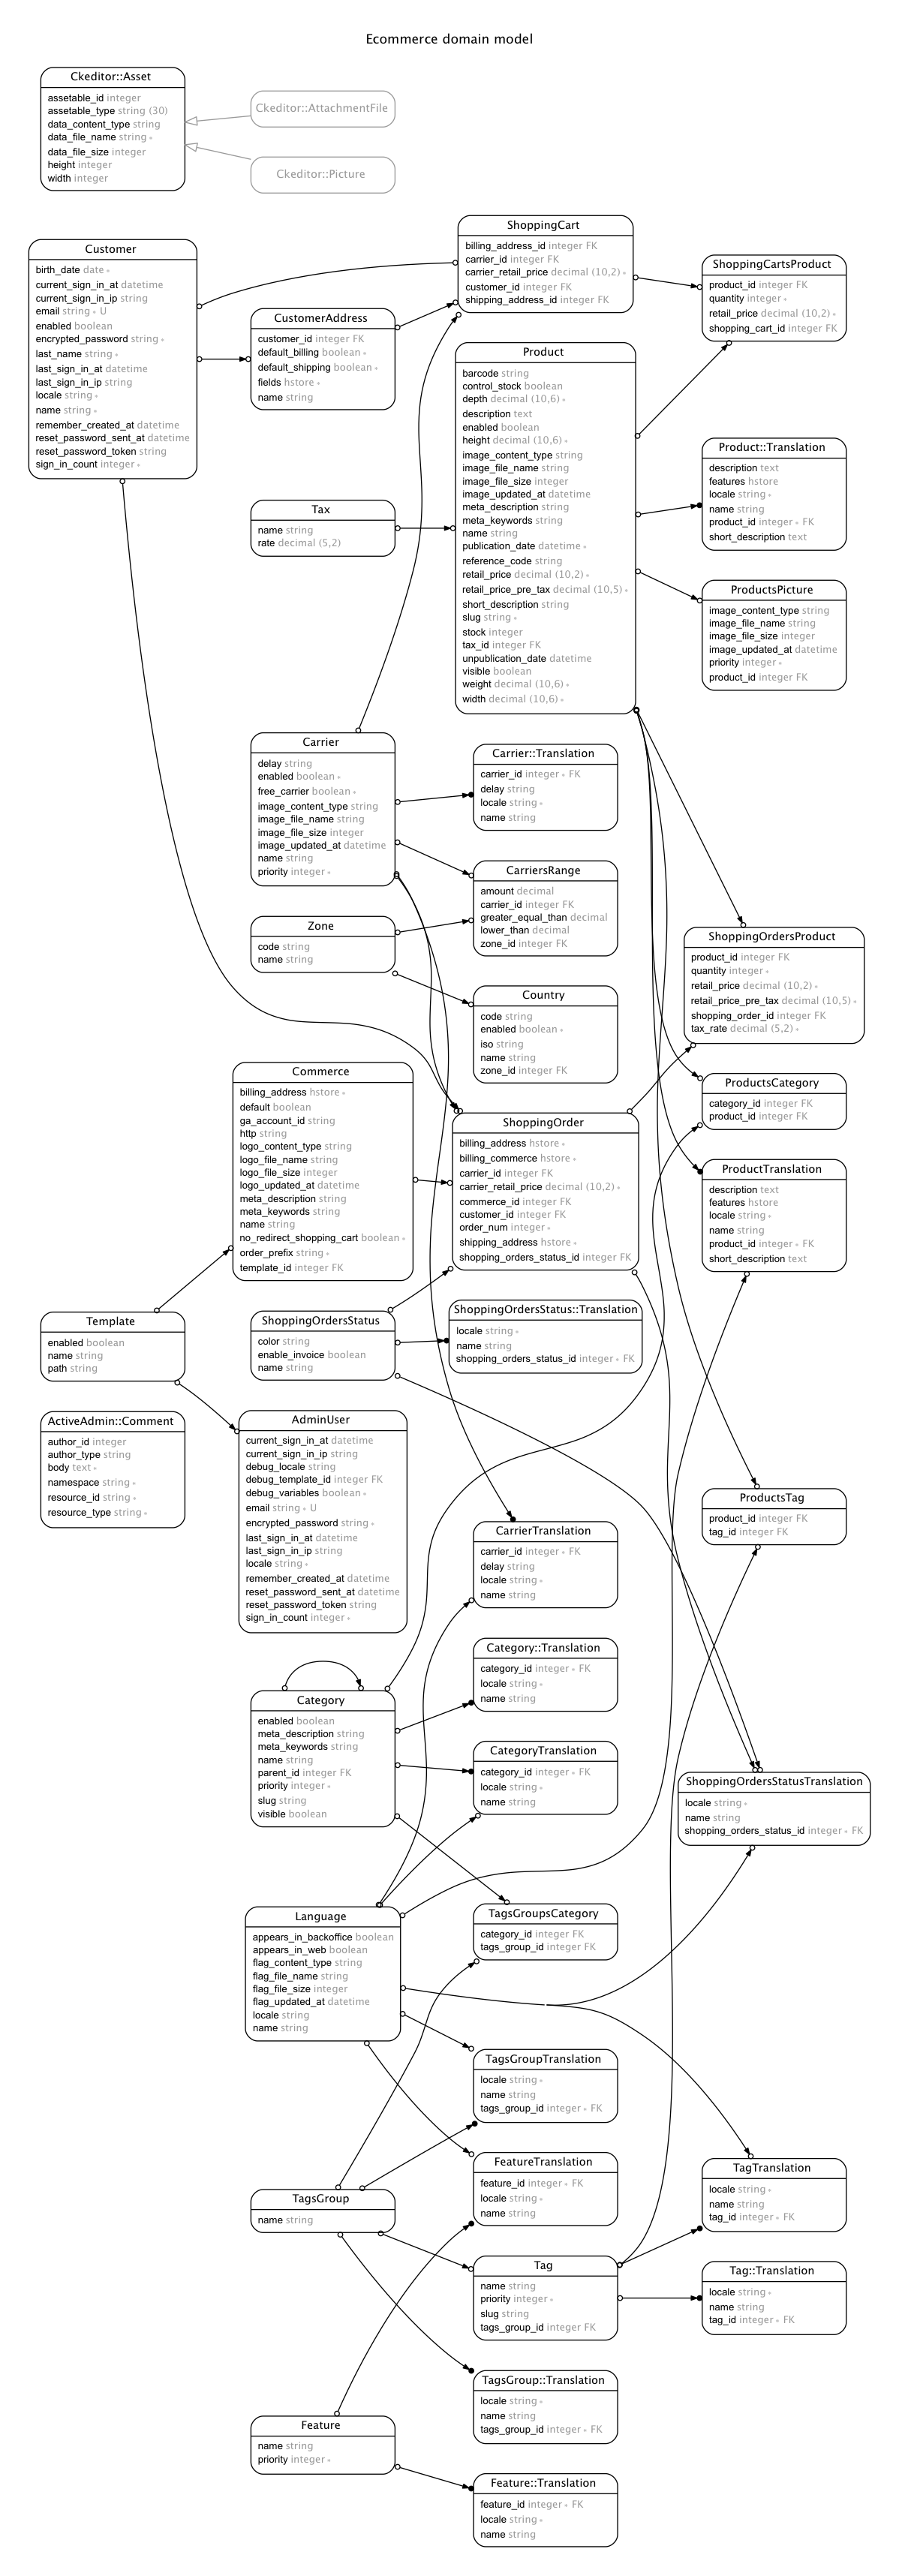 Ecommerce domain model
Ckeditor::Asset
assetable_id integer
assetable_type string (30)
data_content_type string
data_file_name string ∗
data_file_size integer
height integer
width integer
Ckeditor::AttachmentFile
Ckeditor::Picture
ShoppingCart
billing_address_id integer FK
carrier_id integer FK
carrier_retail_price decimal (10,2) ∗
customer_id integer FK
shipping_address_id integer FK
Customer
birth_date date ∗
current_sign_in_at datetime
current_sign_in_ip string
email string ∗ U
enabled boolean
encrypted_password string ∗
last_name string ∗
last_sign_in_at datetime
last_sign_in_ip string
locale string ∗
name string ∗
remember_created_at datetime
reset_password_sent_at datetime
reset_password_token string
sign_in_count integer ∗
ShoppingCartsProduct
product_id integer FK
quantity integer ∗
retail_price decimal (10,2) ∗
shopping_cart_id integer FK
CustomerAddress
customer_id integer FK
default_billing boolean ∗
default_shipping boolean ∗
fields hstore ∗
name string
Product
barcode string
control_stock boolean
depth decimal (10,6) ∗
description text
enabled boolean
height decimal (10,6) ∗
image_content_type string
image_file_name string
image_file_size integer
image_updated_at datetime
meta_description string
meta_keywords string
name string
publication_date datetime ∗
reference_code string
retail_price decimal (10,2) ∗
retail_price_pre_tax decimal (10,5) ∗
short_description string
slug string ∗
stock integer
tax_id integer FK
unpublication_date datetime
visible boolean
weight decimal (10,6) ∗
width decimal (10,6) ∗
Product::Translation
description text
features hstore
locale string ∗
name string
product_id integer ∗ FK
short_description text
Tax
name string
rate decimal (5,2)
ProductsPicture
image_content_type string
image_file_name string
image_file_size integer
image_updated_at datetime
priority integer ∗
product_id integer FK
Carrier
delay string
enabled boolean ∗
free_carrier boolean ∗
image_content_type string
image_file_name string
image_file_size integer
image_updated_at datetime
name string
priority integer ∗
Carrier::Translation
carrier_id integer ∗ FK
delay string
locale string ∗
name string
CarriersRange
amount decimal
carrier_id integer FK
greater_equal_than decimal
lower_than decimal
zone_id integer FK
Zone
code string
name string
ShoppingOrdersProduct
product_id integer FK
quantity integer ∗
retail_price decimal (10,2) ∗
retail_price_pre_tax decimal (10,5) ∗
shopping_order_id integer FK
tax_rate decimal (5,2) ∗
Country
code string
enabled boolean ∗
iso string
name string
zone_id integer FK
Commerce
billing_address hstore ∗
default boolean
ga_account_id string
http string
logo_content_type string
logo_file_name string
logo_file_size integer
logo_updated_at datetime
meta_description string
meta_keywords string
name string
no_redirect_shopping_cart boolean ∗
order_prefix string ∗
template_id integer FK
ProductsCategory
category_id integer FK
product_id integer FK
ShoppingOrder
billing_address hstore ∗
billing_commerce hstore ∗
carrier_id integer FK
carrier_retail_price decimal (10,2) ∗
commerce_id integer FK
customer_id integer FK
order_num integer ∗
shipping_address hstore ∗
shopping_orders_status_id integer FK
ProductTranslation
description text
features hstore
locale string ∗
name string
product_id integer ∗ FK
short_description text
Template
enabled boolean
name string
path string
ShoppingOrdersStatus
color string
enable_invoice boolean
name string
ShoppingOrdersStatus::Translation
locale string ∗
name string
shopping_orders_status_id integer ∗ FK
ActiveAdmin::Comment
author_id integer
author_type string
body text ∗
namespace string ∗
resource_id string ∗
resource_type string ∗
AdminUser
current_sign_in_at datetime
current_sign_in_ip string
debug_locale string
debug_template_id integer FK
debug_variables boolean ∗
email string ∗ U
encrypted_password string ∗
last_sign_in_at datetime
last_sign_in_ip string
locale string ∗
remember_created_at datetime
reset_password_sent_at datetime
reset_password_token string
sign_in_count integer ∗
ProductsTag
product_id integer FK
tag_id integer FK
CarrierTranslation
carrier_id integer ∗ FK
delay string
locale string ∗
name string
Category::Translation
category_id integer ∗ FK
locale string ∗
name string
Category
enabled boolean
meta_description string
meta_keywords string
name string
parent_id integer FK
priority integer ∗
slug string
visible boolean
CategoryTranslation
category_id integer ∗ FK
locale string ∗
name string
ShoppingOrdersStatusTranslation
locale string ∗
name string
shopping_orders_status_id integer ∗ FK
Language
appears_in_backoffice boolean
appears_in_web boolean
flag_content_type string
flag_file_name string
flag_file_size integer
flag_updated_at datetime
locale string
name string
TagsGroupsCategory
category_id integer FK
tags_group_id integer FK
TagsGroupTranslation
locale string ∗
name string
tags_group_id integer ∗ FK
FeatureTranslation
feature_id integer ∗ FK
locale string ∗
name string
TagTranslation
locale string ∗
name string
tag_id integer ∗ FK
TagsGroup
name string
Tag
name string
priority integer ∗
slug string
tags_group_id integer FK
Tag::Translation
locale string ∗
name string
tag_id integer ∗ FK
TagsGroup::Translation
locale string ∗
name string
tags_group_id integer ∗ FK
Feature
name string
priority integer ∗
Feature::Translation
feature_id integer ∗ FK
locale string ∗
name string